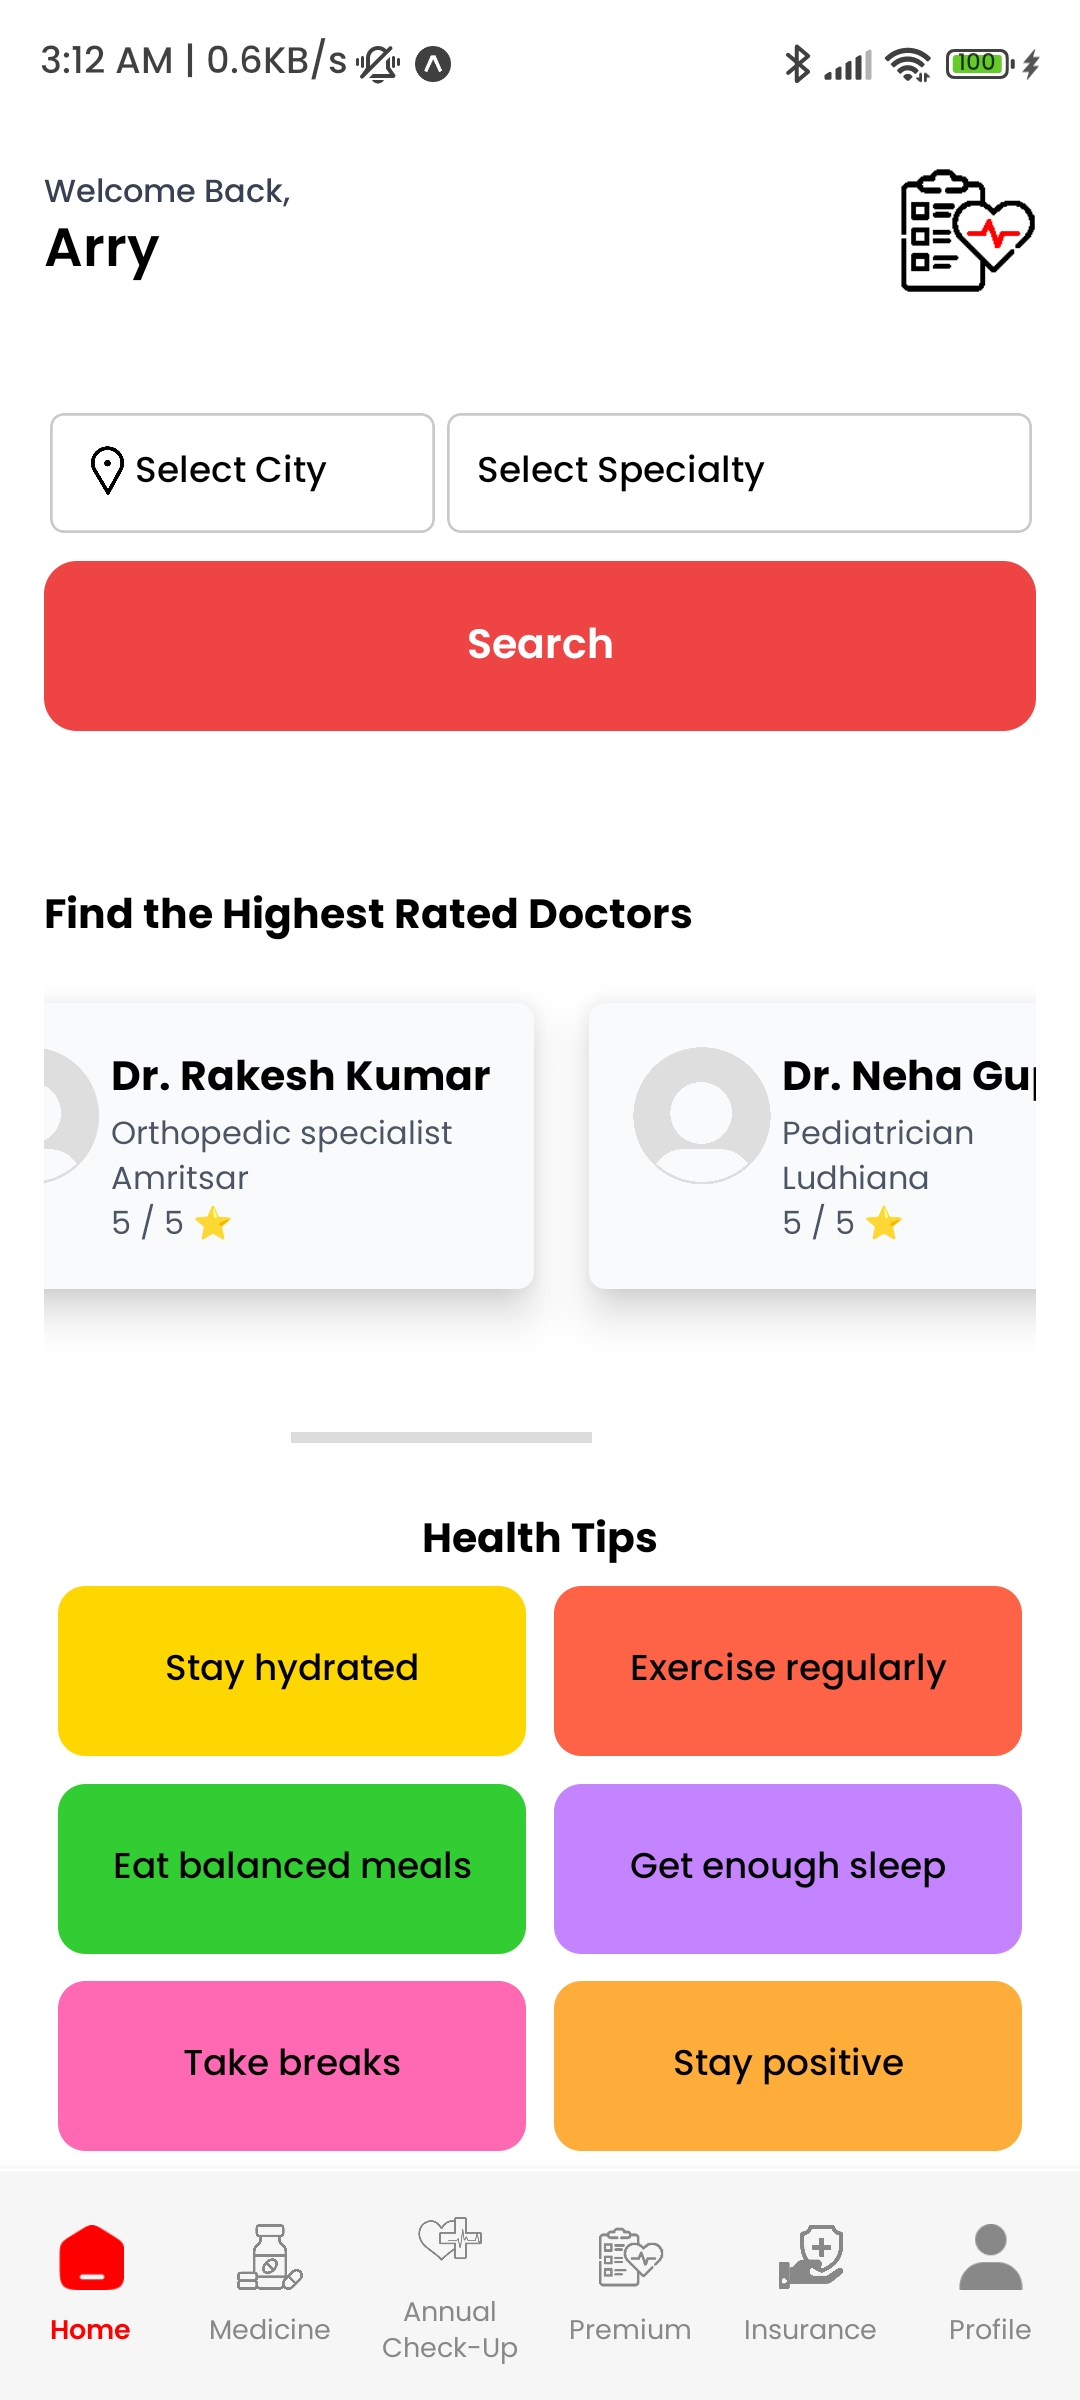 3:12 AM | 0.6KB/s
100
Welcome Back,
Arry
Select City
Select Specialty
Search
Find the Highest Rated Doctors
Dr. Rakesh Kumar
Orthopedic specialist
Amritsar
5 / 5
Dr. Neha
Pediatrician
Ludhiana
5 / 5
Health Tips
Stay hydrated
Exercise regularly
Eat balanced meals
Get enough sleep
Take breaks
Stay positive
Home
Medicine
Annual
Check-Up
Premium
Insurance
Profile